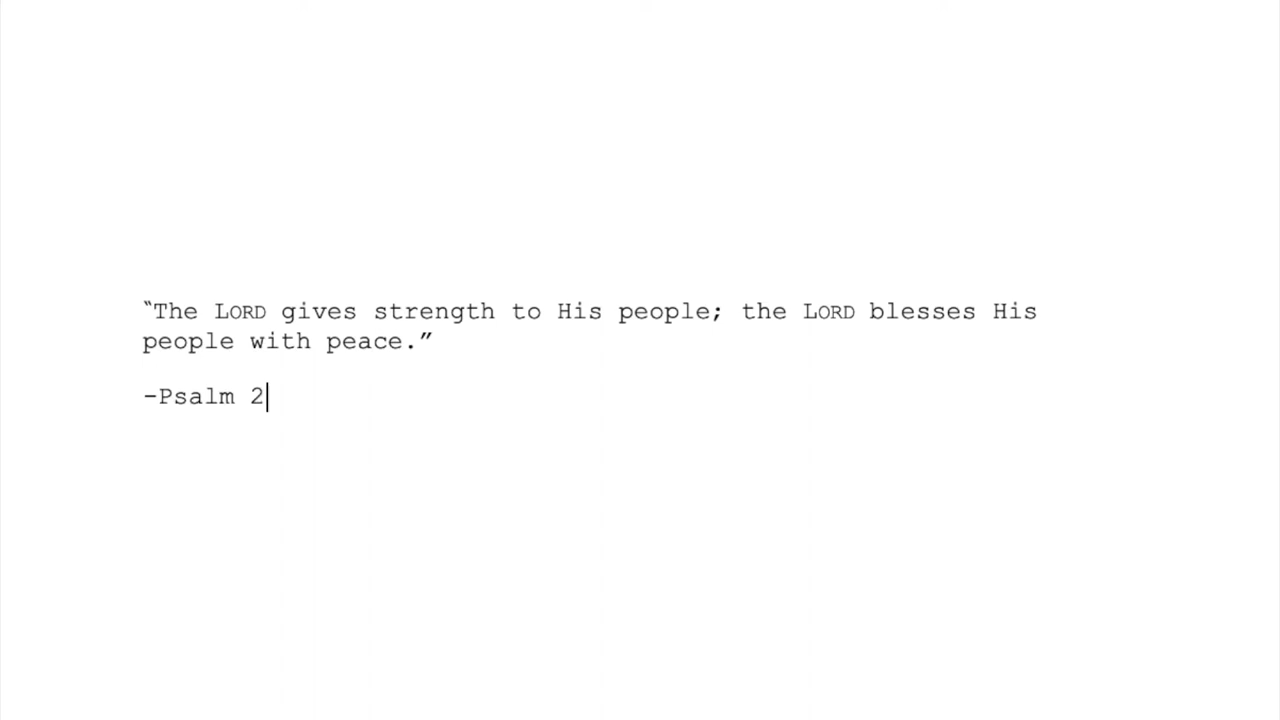 “The LORD gives strength to His people; the LORD blesses His
people with peace.”
-Psalm 2